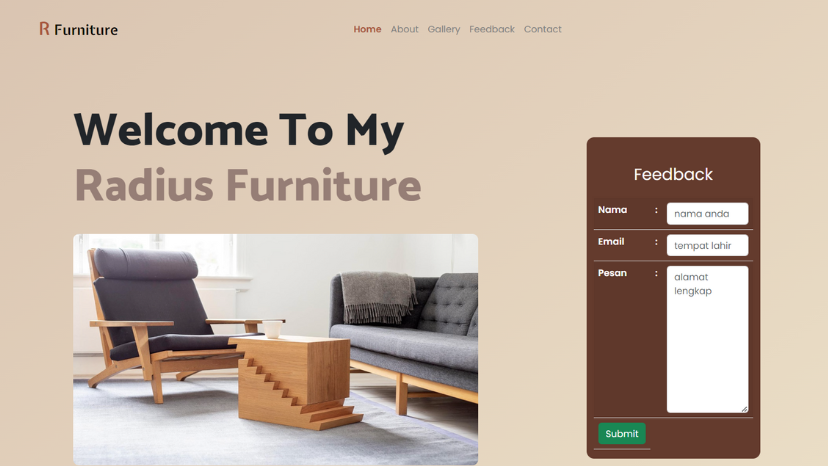 R Furniture
Home About Gallery Feedback Contact
Welcome To My
Radius Furniture
Feedback
Nama : nama anda
Email : tempat lahir
Pesan : alamat
lengkap
Submit